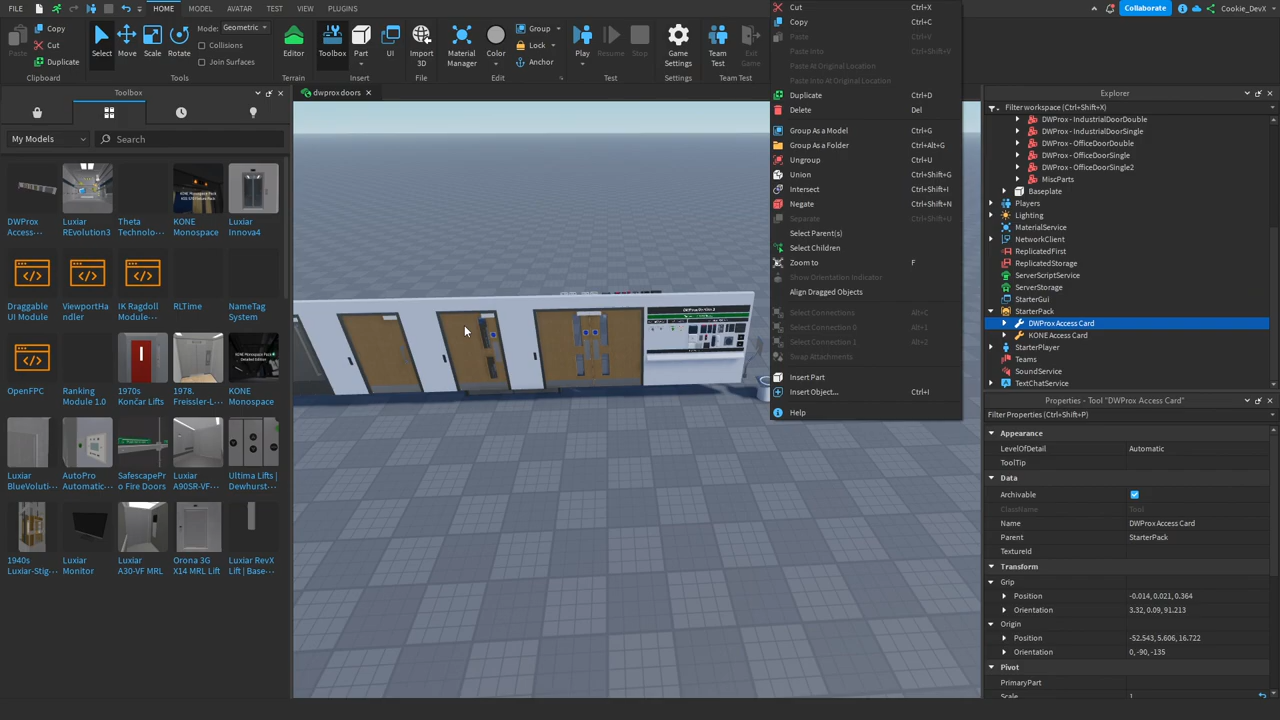 FILE HOME MODEL AVATAR TEST VIEW PLUGINS
Collaborate Cookie_DevX
Paste Copy Cut Duplicate Clipboard
Select Move Scale Rotate Mode: Geometric Collisions Join Surfaces Tools
Editor Terrain
Toolbox Part UI Insert
Import 3D File
Material Manager Color Group Lock Anchor Edit
Play Resume Stop Test
Game Settings Settings
Team Test Exit Game Team Test
Toolbox
My Models Search
DWProx Access···
Luxiar REvolution3
Theta Technolo···
KONE Monospace
Luxiar Innova4
Draggable UI Module
ViewportHandler
IK Ragdoll Module···
RLTime
NameTag System
OpenFPC
Ranking Module 1.0
1970s Končar Lifts
1978. Freissler-L···
KONE Monospace
Luxiar BlueVoluti···
AutoPro Automatic···
SafescapePro Fire Doors
Luxiar A90SR-VF···
Ultima Lifts | Dewhurst···
1940s Luxiar-Stig···
Luxiar Monitor
Luxiar A30-VF MRL
Orona 3G X14 MRL Lift
Luxiar RevX Lift | Base···
dwprox doors
Cut Ctrl+X
Copy Ctrl+C
Paste Ctrl+V
Paste Into Ctrl+Shift+V
Paste At Original Location
Paste Into At Original Location
Duplicate Ctrl+D
Delete Del
Group As a Model Ctrl+G
Group As a Folder Ctrl+Alt+G
Ungroup Ctrl+U
Union Ctrl+Shift+G
Intersect Ctrl+Shift+I
Negate Ctrl+Shift+N
Separate Ctrl+Shift+U
Select Parent(s)
Select Children
Zoom to F
Show Orientation Indicator
Align Dragged Objects
Select Connections Alt+C
Select Connection 0 Alt+1
Select Connection 1 Alt+2
Swap Attachments
Insert Part
Insert Object... Ctrl+I
Help
Explorer
Filter workspace (Ctrl+Shift+X)
DWProx - IndustrialDoorDouble
DWProx - IndustrialDoorSingle
DWProx - OfficeDoorDouble
DWProx - OfficeDoorSingle
DWProx - OfficeDoorSingle2
MiscParts
Baseplate
Players
Lighting
MaterialService
NetworkClient
ReplicatedFirst
ReplicatedStorage
ServerScriptService
ServerStorage
StarterGui
StarterPack
DWProx Access Card
KONE Access Card
StarterPlayer
Teams
SoundService
TextChatService
Properties - Tool "DWProx Access Card"
Filter Properties (Ctrl+Shift+P)
Appearance
LevelOfDetail Automatic
ToolTip
Data
Archivable
ClassName Tool
Name DWProx Access Card
Parent StarterPack
TextureId
Transform
Grip
Position -0.014, 0.021, 0.364
Orientation 3.32, 0.09, 91.213
Origin
Position -52.543, 5.606, 16.722
Orientation 0, -90, -135
Pivot
PrimaryPart
Scale 1